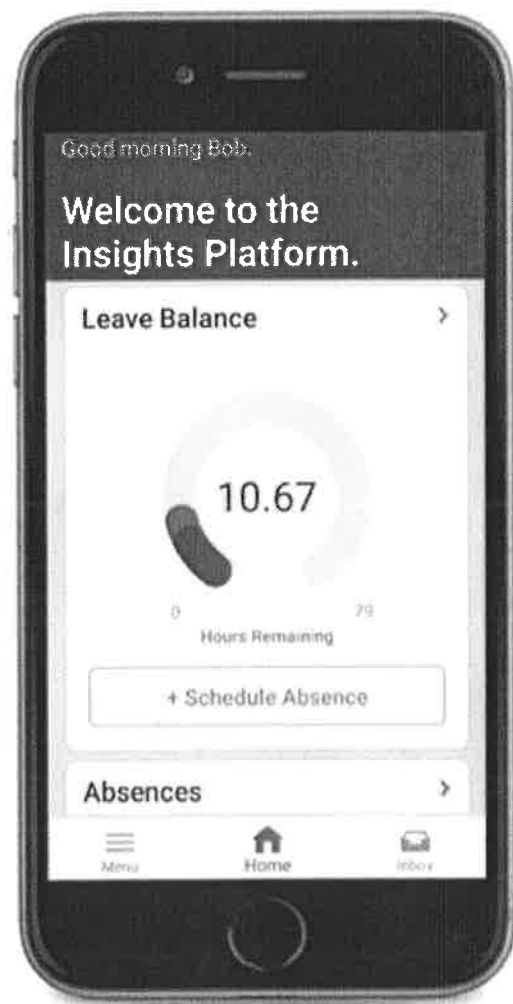 Good morning Bob.
Welcome to the
Insights Platform.
Leave Balance
10.67
0 79
Hours Remaining
+ Schedule Absence
Absences
Menu Home Inbox